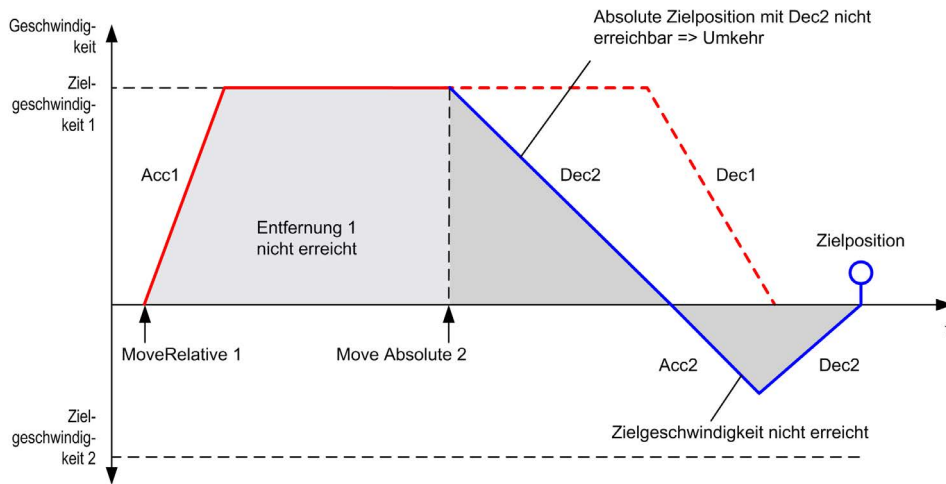 Geschwindig-
keit
Absolute Zielposition mit Dec2 nicht
erreichbar => Umkehr
Ziel-
geschwindig-
keit 1
Acc1
Dec2
Dec1
Entfernung 1
nicht erreicht
Zielposition
MoveRelative 1
Move Absolute 2
Acc2
Dec2
Ziel-
geschwindig-
keit 2
Zielgeschwindigkeit nicht erreicht